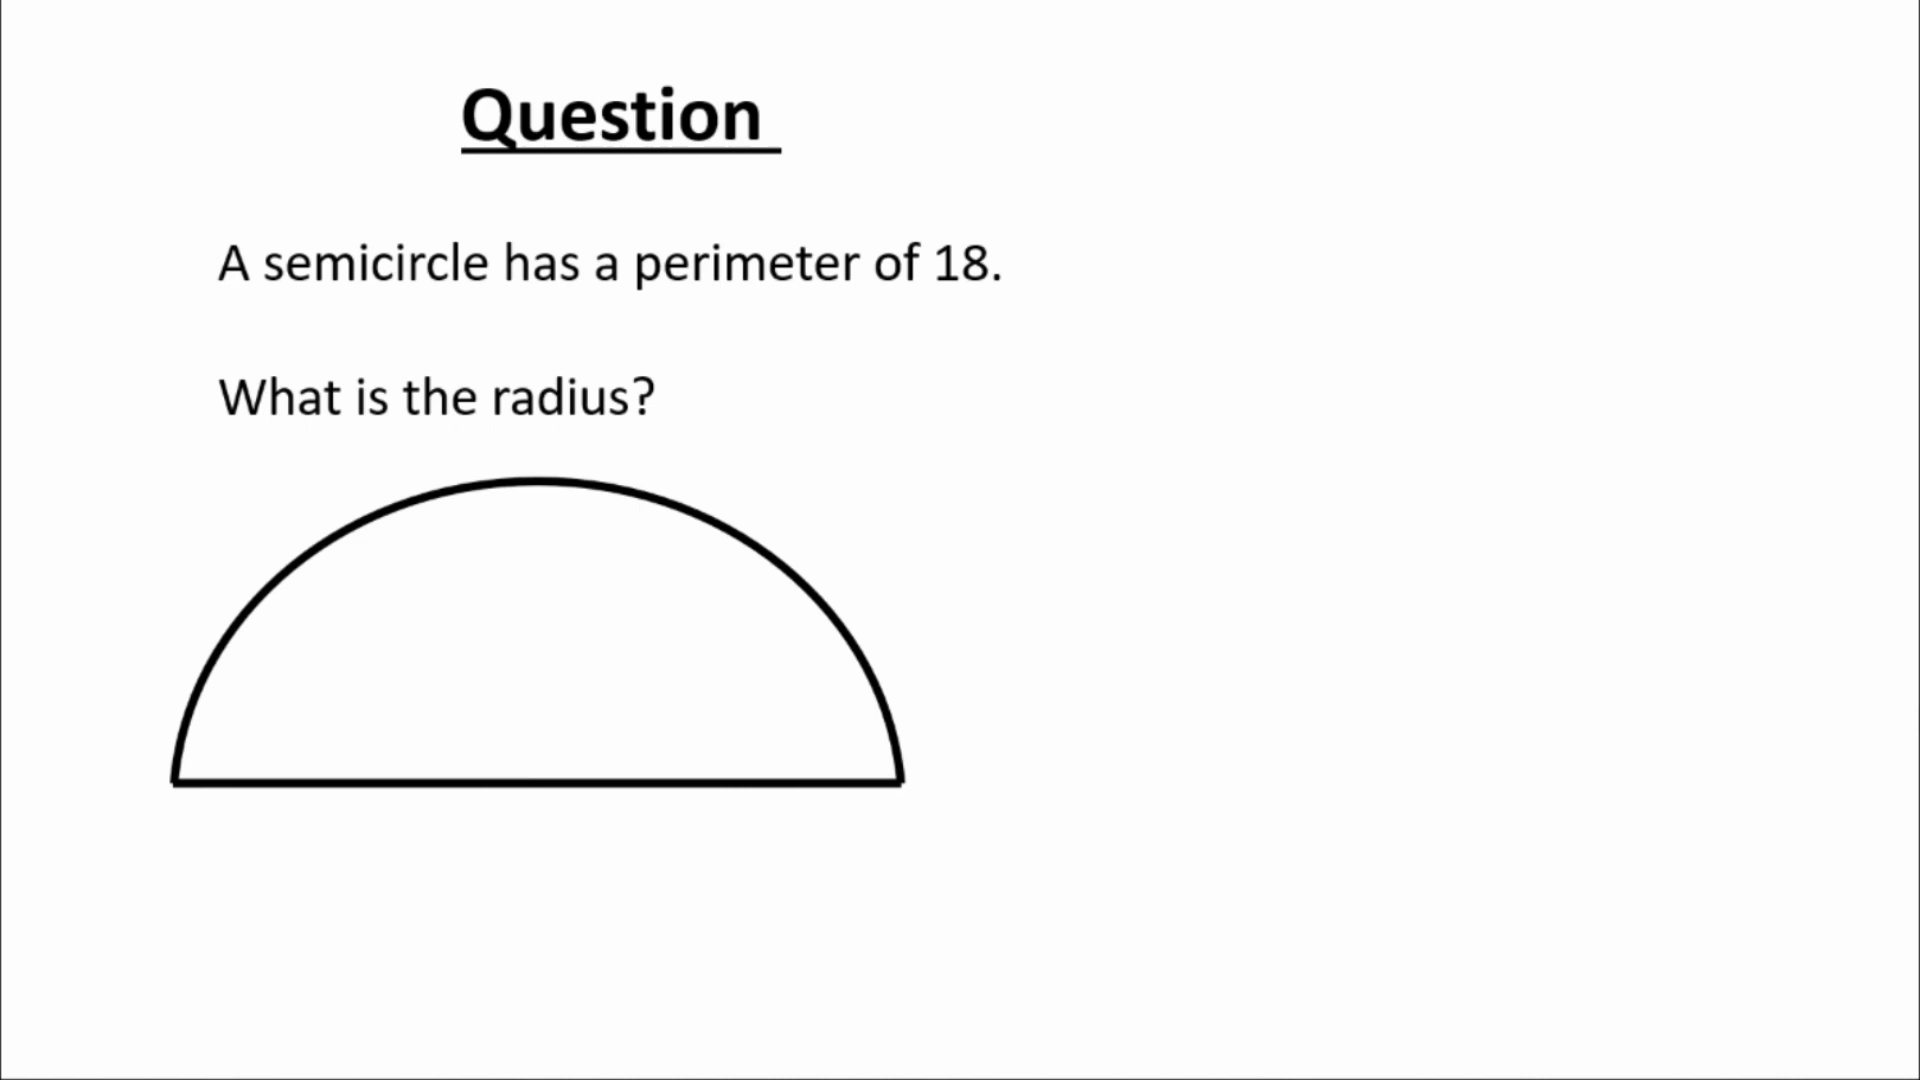 Question
A semicircle has a perimeter of 18.
What is the radius?